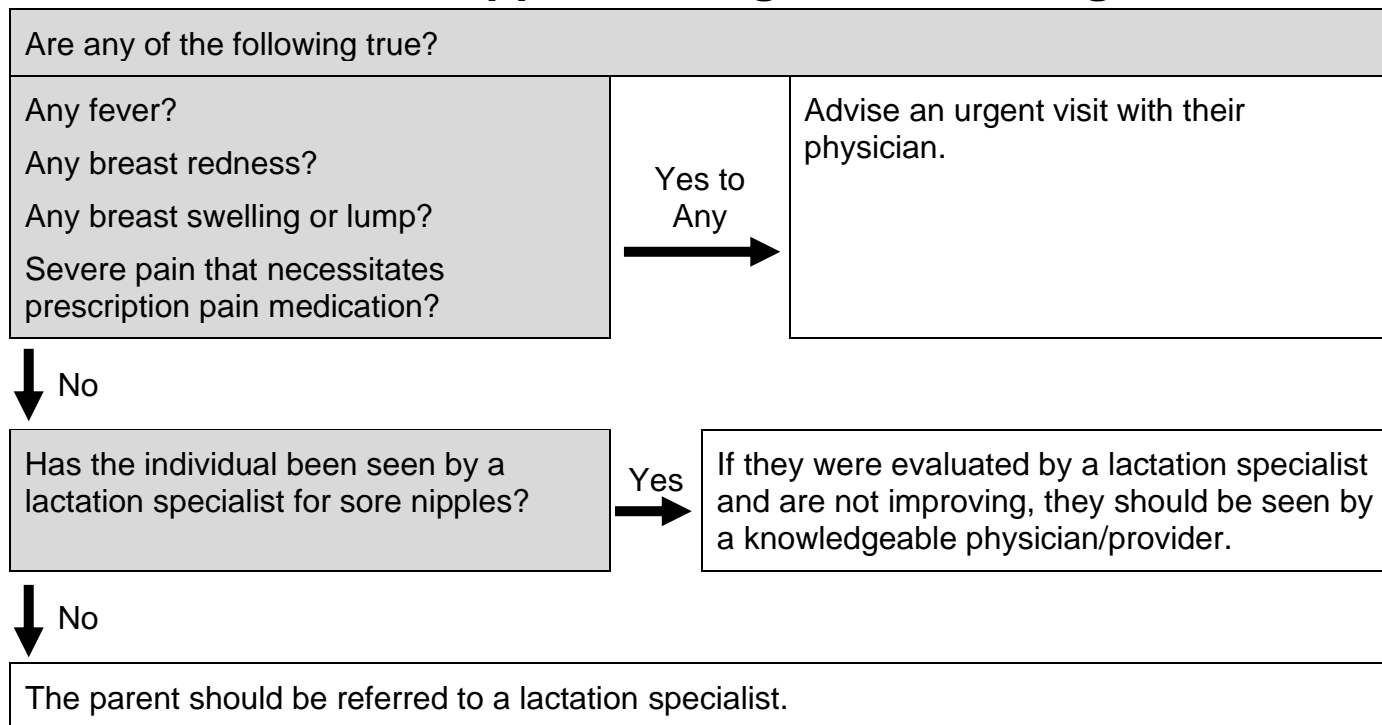 Are any of the following true?
Any fever?
Any breast redness?
Any breast swelling or lump?
Severe pain that necessitates
prescription pain medication?
Yes to
Any
Advise an urgent visit with their
physician.
No
Has the individual been seen by a
lactation specialist for sore nipples?
Yes
If they were evaluated by a lactation specialist
and are not improving, they should be seen by
a knowledgeable physician/provider.
No
The parent should be referred to a lactation specialist.